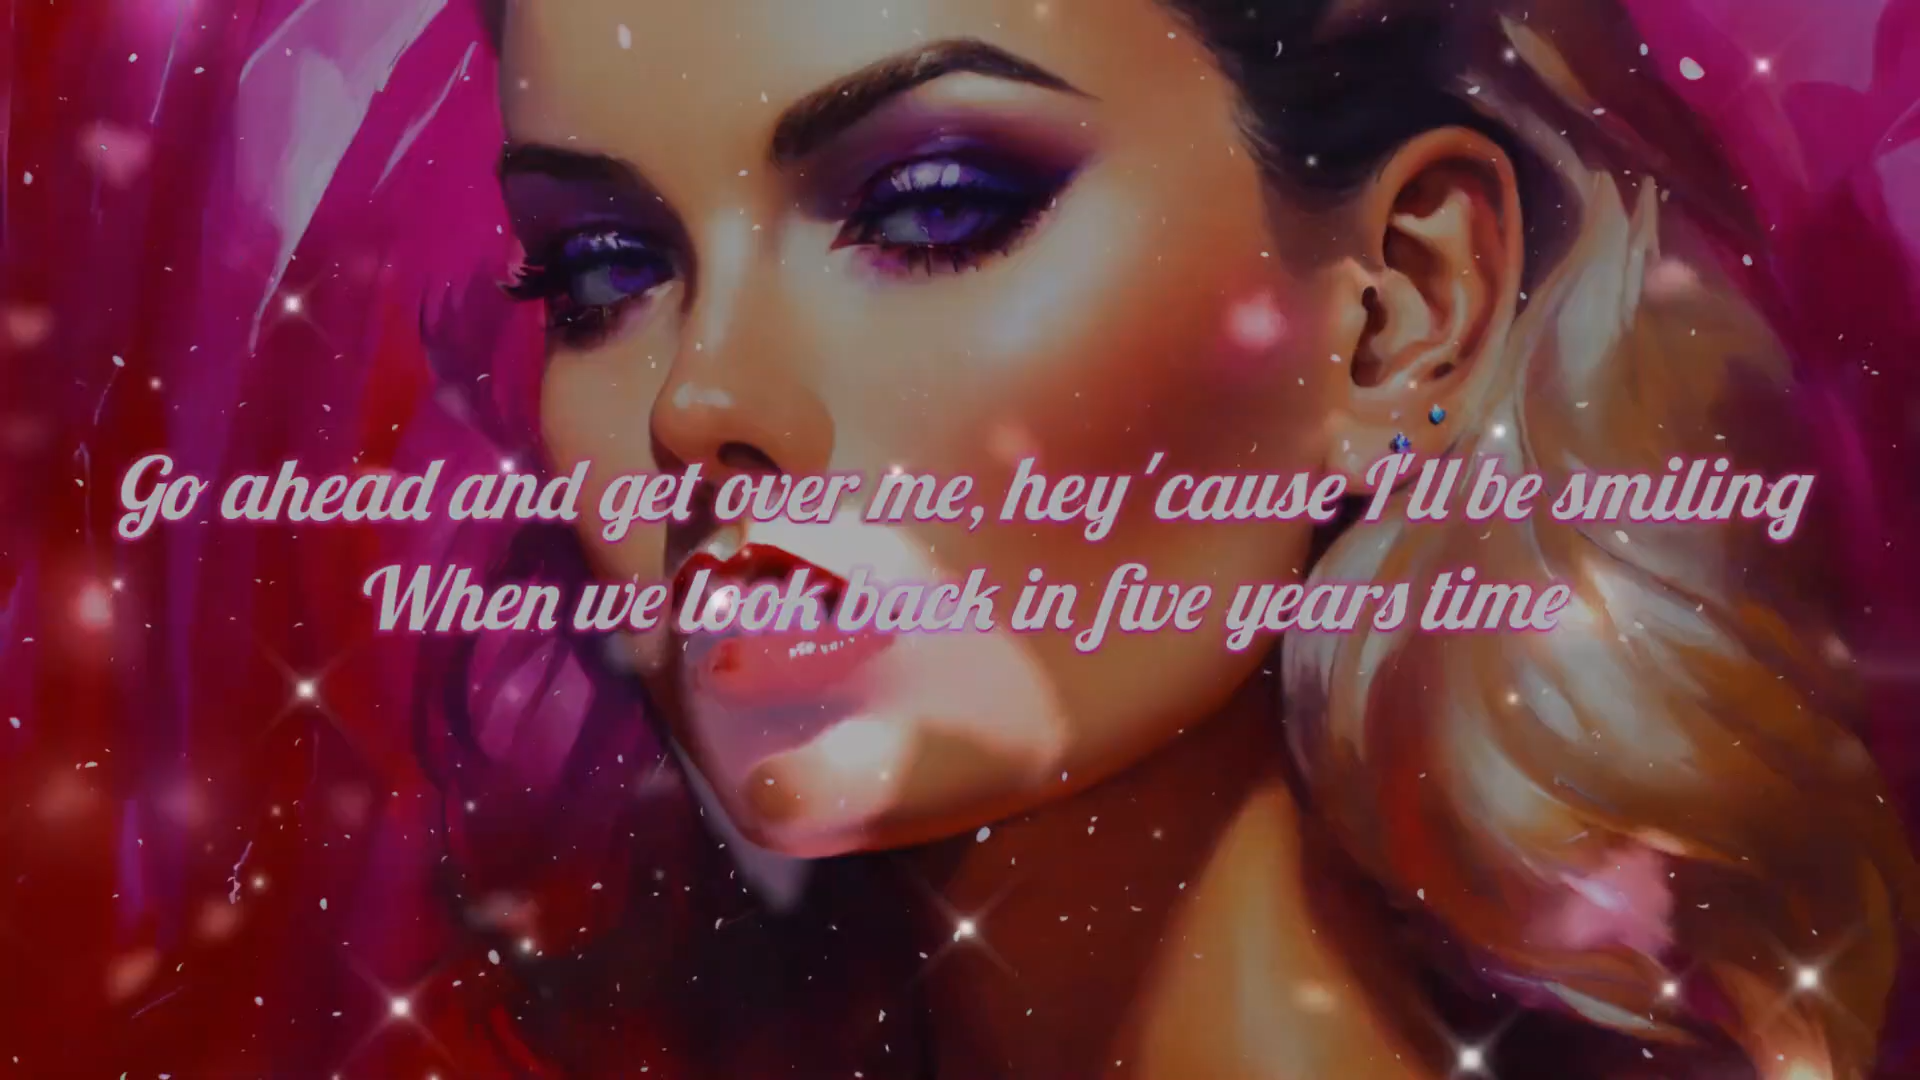 Go ahead and get over me, hey 'cause I'll be smiling
When we look back in five years time